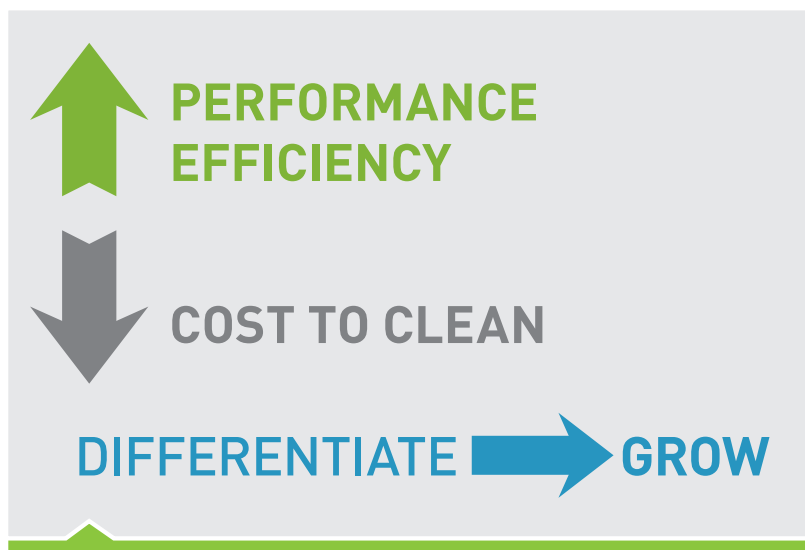 PERFORMANCE
EFFICIENCY
COST TO CLEAN
DIFFERENTIATE GROW